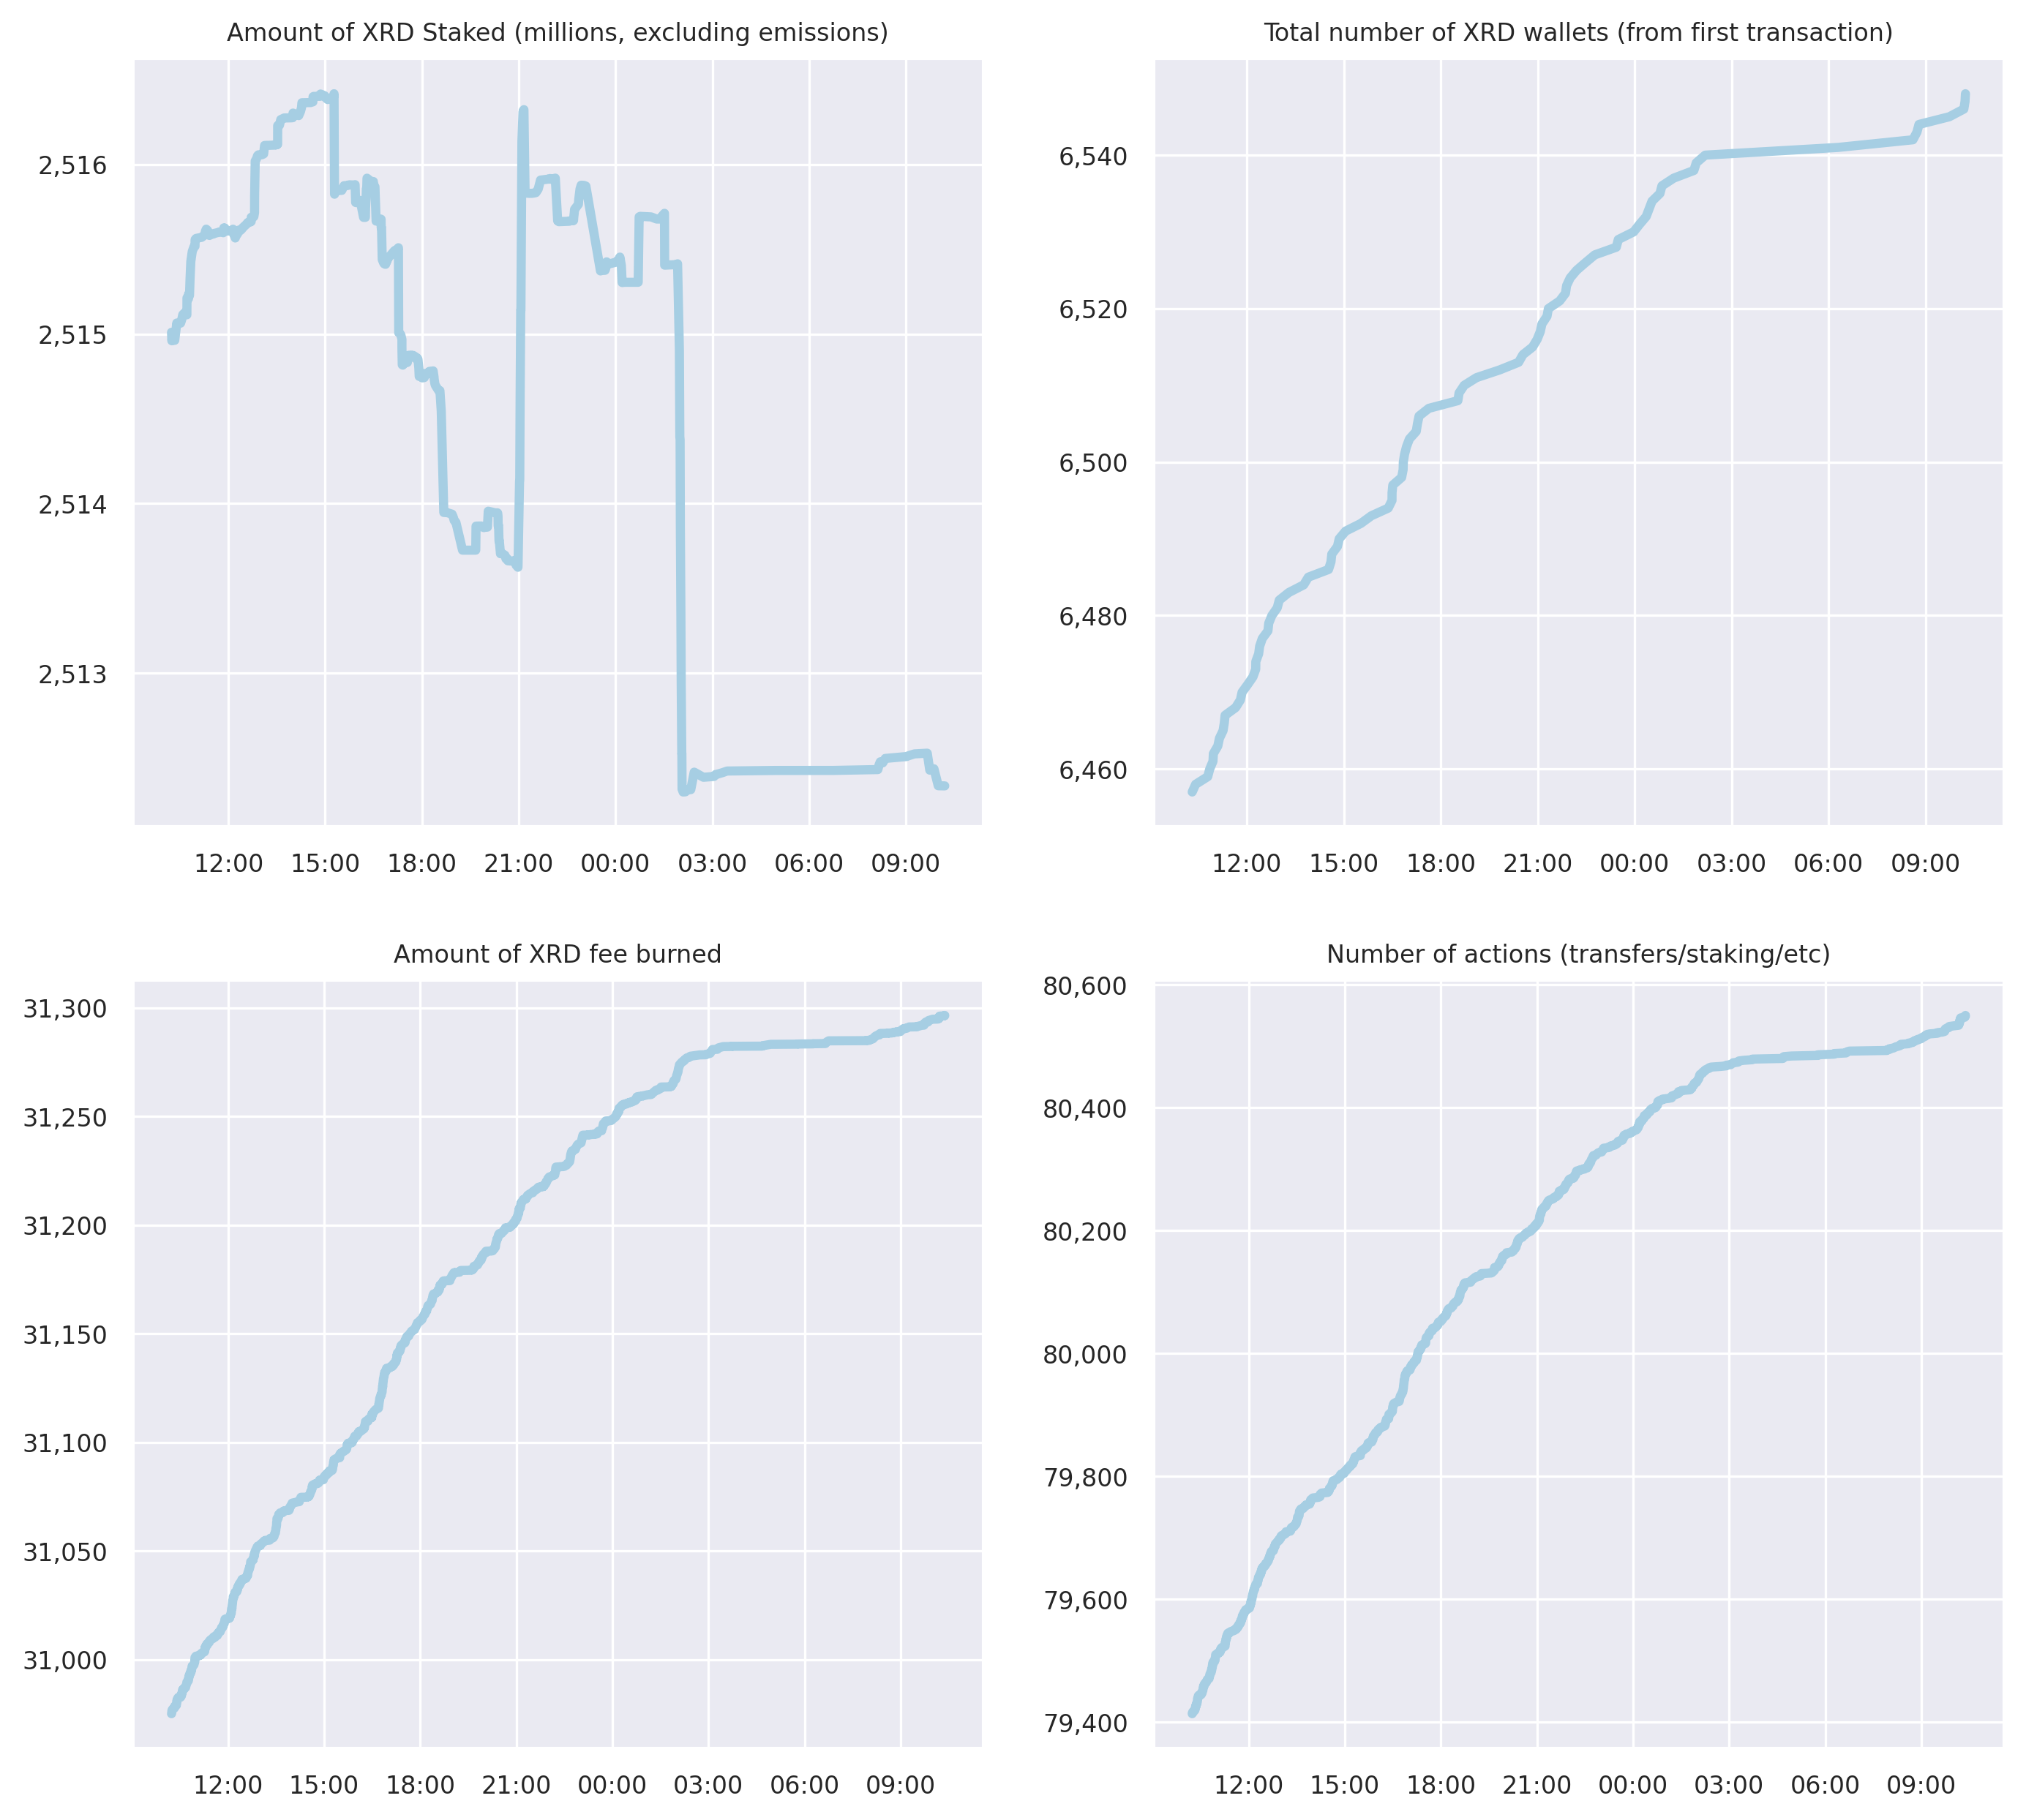 Amount of XRD Staked (millions, excluding emissions)
2,516
2,515
2,514
2,513
12:00 15:00 18:00 21:00 00:00 03:00 06:00 09:00
Total number of XRD wallets (from first transaction)
6,540
6,520
6,500
6,480
6,460
12:00 15:00 18:00 21:00 00:00 03:00 06:00 09:00
Amount of XRD fee burned
31,300
31,250
31,200
31,150
31,100
31,050
31,000
12:00 15:00 18:00 21:00 00:00 03:00 06:00 09:00
Number of actions (transfers/staking/etc)
80,600
80,400
80,200
80,000
79,800
79,600
79,400
12:00 15:00 18:00 21:00 00:00 03:00 06:00 09:00